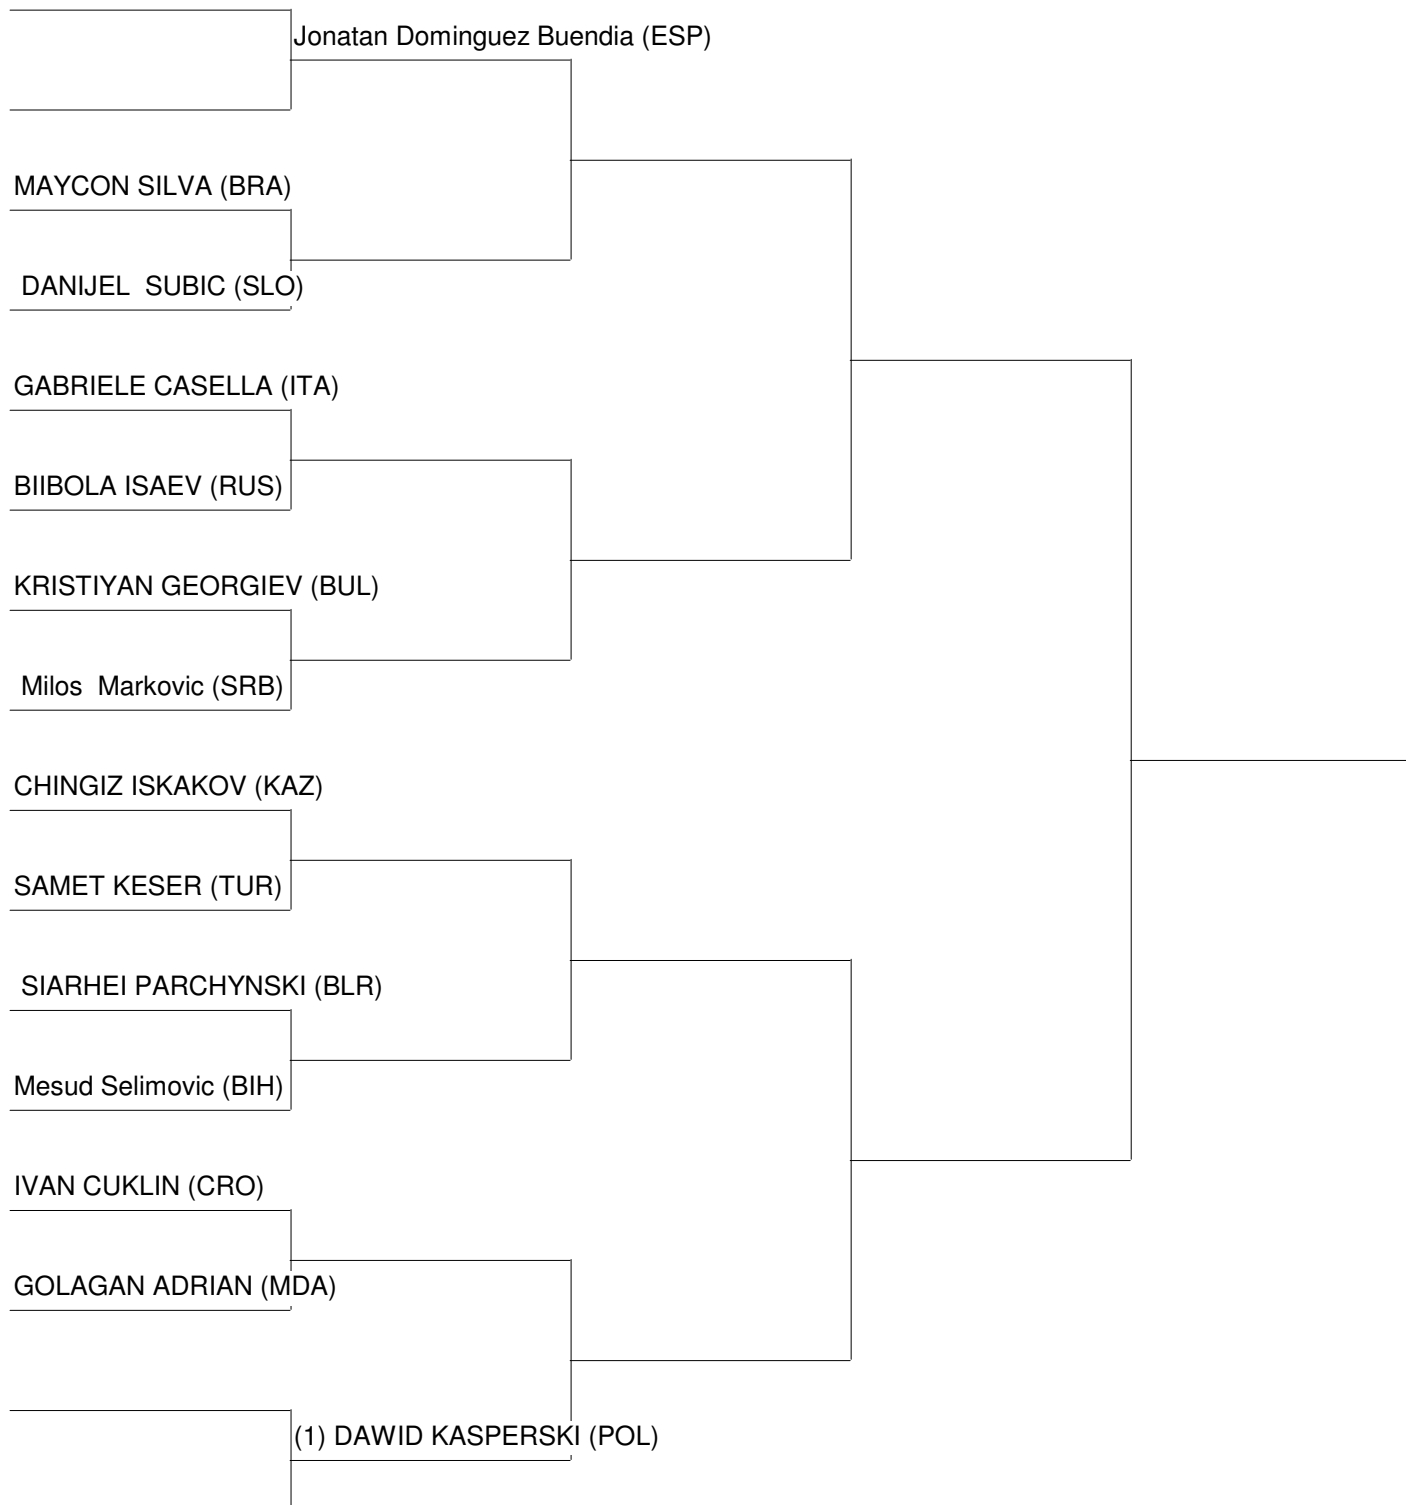 Jonatan Dominguez Buendia (ESP)
MAYCON SILVA (BRA)
DANIJEL  SUBIC (SLO)
GABRIELE CASELLA (ITA)
BIIBOLA ISAEV (RUS)
KRISTIYAN GEORGIEV (BUL)
Milos  Markovic (SRB)
CHINGIZ ISKAKOV (KAZ)
SAMET KESER (TUR)
SIARHEI PARCHYNSKI (BLR)
Mesud Selimovic (BIH)
IVAN CUKLIN (CRO)
GOLAGAN ADRIAN (MDA)
(1) DAWID KASPERSKI (POL)